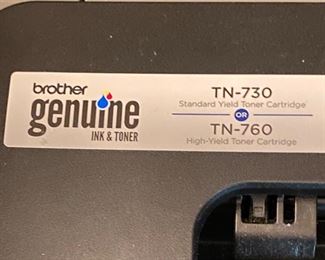 brother
genuine
INK & TONER
TN-730
Standard Yield Toner Cartridge
OR
TN-760
High-Yield Toner Cartridge